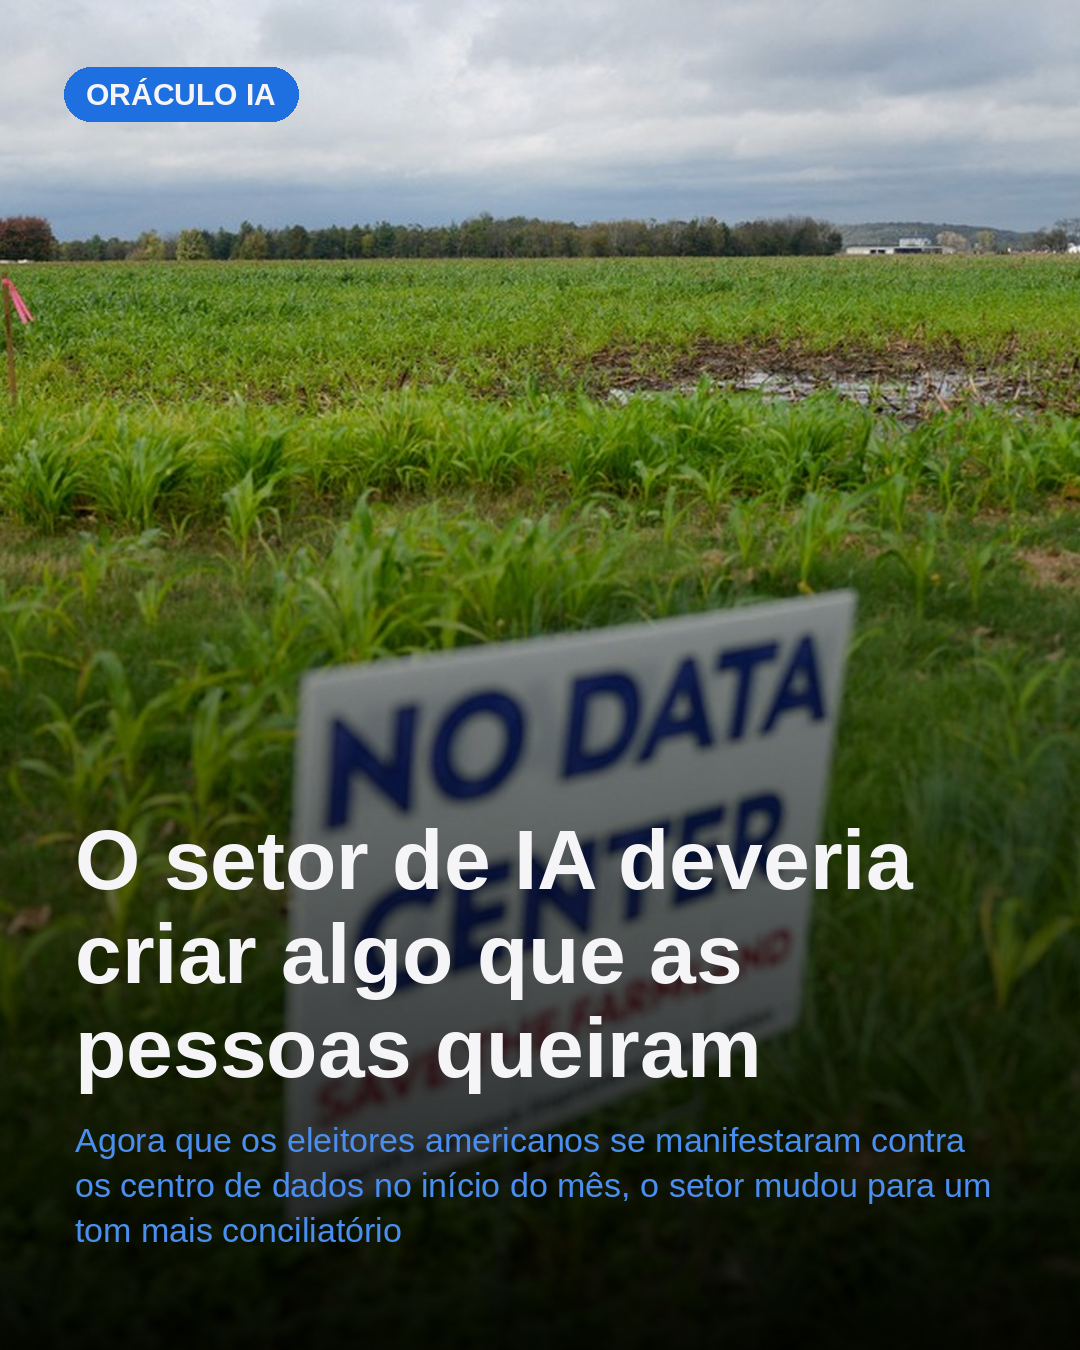 ORÁCULO IA
NO DATA
CENTER
O setor de IA deveria
criar algo que as
pessoas queiram
Agora que os eleitores americanos se manifestaram contra
os centro de dados no início do mês, o setor mudou para um
tom mais conciliatório